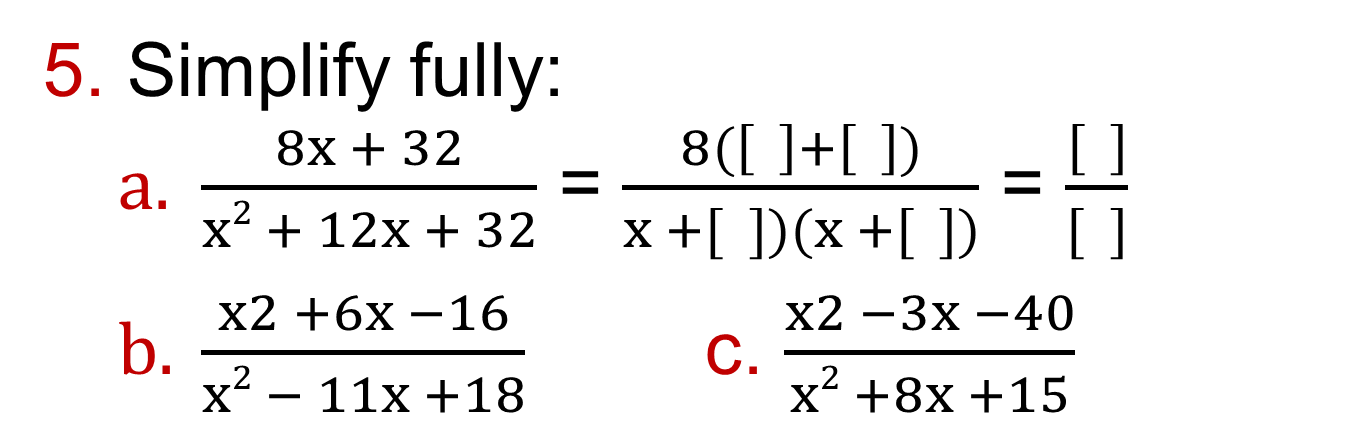 5. Simplify fully:
a. (8x + 32)/(x² + 12x + 32) = 8([ ]+[ ])/x +[ ])(x +[ ]) = [ ]/[ ]
b. (x2 +6x −16)/(x² − 11x +18) c. (x2 −3x −40)/(x² +8x +15)